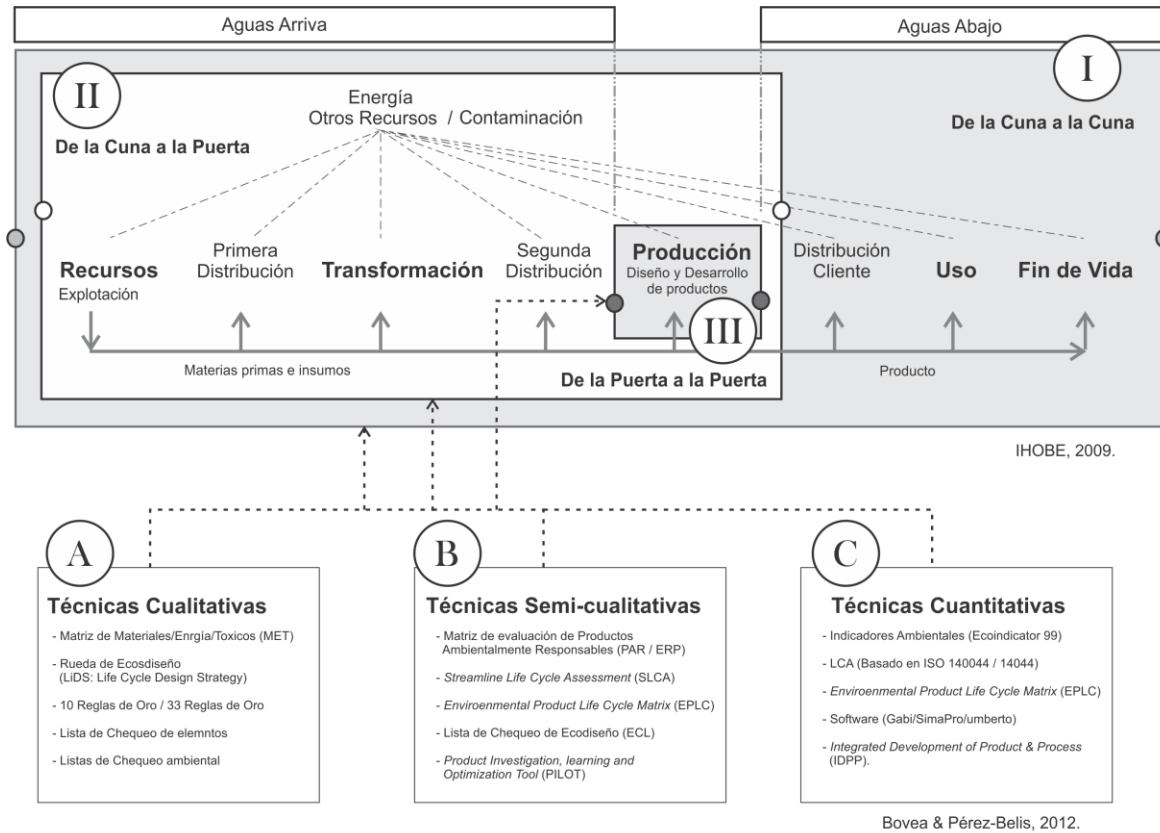 Aguas Arriva
Aguas Abajo
II
I
Energía
Otros Recursos / Contaminación
De la Cuna a la Puerta
De la Cuna a la Cuna
Recursos
Explotación
Primera
Distribución
Transformación
Segunda
Distribución
Producción
Diseño y Desarrollo
de productos
Distribución
Cliente
Uso
Fin de Vida
III
Materias primas e insumos
De la Puerta a la Puerta
Producto
IHOBE, 2009.
A
Técnicas Cualitativas
- Matriz de Materiales/Enrgía/Toxicos (MET)
- Rueda de Ecosdiseño
(LiDS: Life Cycle Design Strategy)
- 10 Reglas de Oro / 33 Reglas de Oro
- Lista de Chequeo de elemntos
- Listas de Chequeo ambiental
B
Técnicas Semi-cualitativas
- Matriz de evaluación de Productos
Ambientalmente Responsables (PAR / ERP)
- Streamline Life Cycle Assessment (SLCA)
- Enviroenmental Product Life Cycle Matrix (EPLC)
- Lista de Chequeo de Ecodiseño (ECL)
- Product Investigation, learning and
Optimization Tool (PILOT)
C
Técnicas Cuantitativas
- Indicadores Ambientales (Ecoindicator 99)
- LCA (Basado en ISO 140044 / 14044)
- Enviroenmental Product Life Cycle Matrix (EPLC)
- Software (Gabi/SimaPro/umberto)
- Integrated Development of Product & Process
(IDPP).
Bovea & Pérez-Belis, 2012.